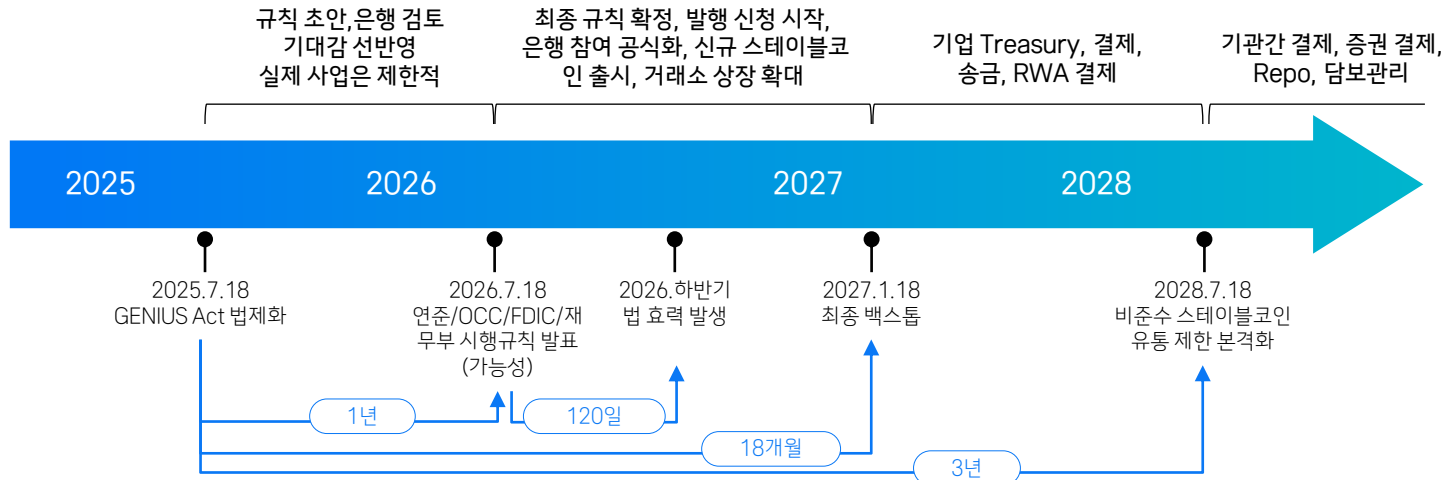 규칙 초안,은행 검토
기대감 선반영
실제 사업은 제한적
최종 규칙 확정, 발행 신청 시작,
은행 참여 공식화, 신규 스테이블코
인 출시, 거래소 상장 확대
기업 Treasury, 결제,
송금, RWA 결제
기관간 결제, 증권 결제,
Repo, 담보관리
2025
2026
2027
2028
2025.7.18
GENIUS Act 법제화
2026.7.18
연준/OCC/FDIC/재
무부 시행규칙 발표
(가능성)
2026.하반기
법 효력 발생
2027.1.18
최종 백스톱
2028.7.18
비준수 스테이블코인
유통 제한 본격화
1년
120일
18개월
3년